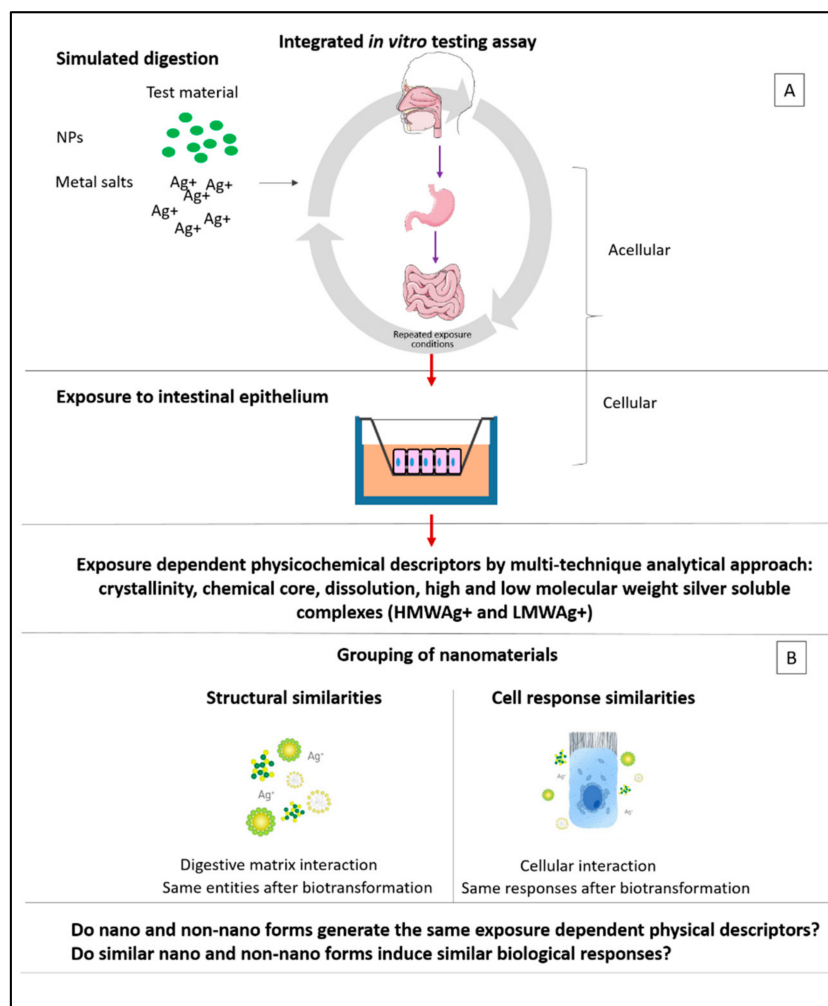 Integrated in vitro testing assay
Simulated digestion
A
Test material
NPs
Metal salts
Ag+
Ag+
Ag+
Ag+
Ag+
Ag+
Acellular
Repeated exposure
conditions
Exposure to intestinal epithelium
Cellular
Exposure dependent physicochemical descriptors by multi-technique analytical approach:
crystallinity, chemical core, dissolution, high and low molecular weight silver soluble
complexes (HMWAg+ and LMWAg+)
Grouping of nanomaterials
B
Structural similarities
Cell response similarities
Ag⁺
Ag⁺
Ag⁺
Ag⁺
Digestive matrix interaction
Same entities after biotransformation
Cellular interaction
Same responses after biotransformation
Do nano and non-nano forms generate the same exposure dependent physical descriptors?
Do similar nano and non-nano forms induce similar biological responses?